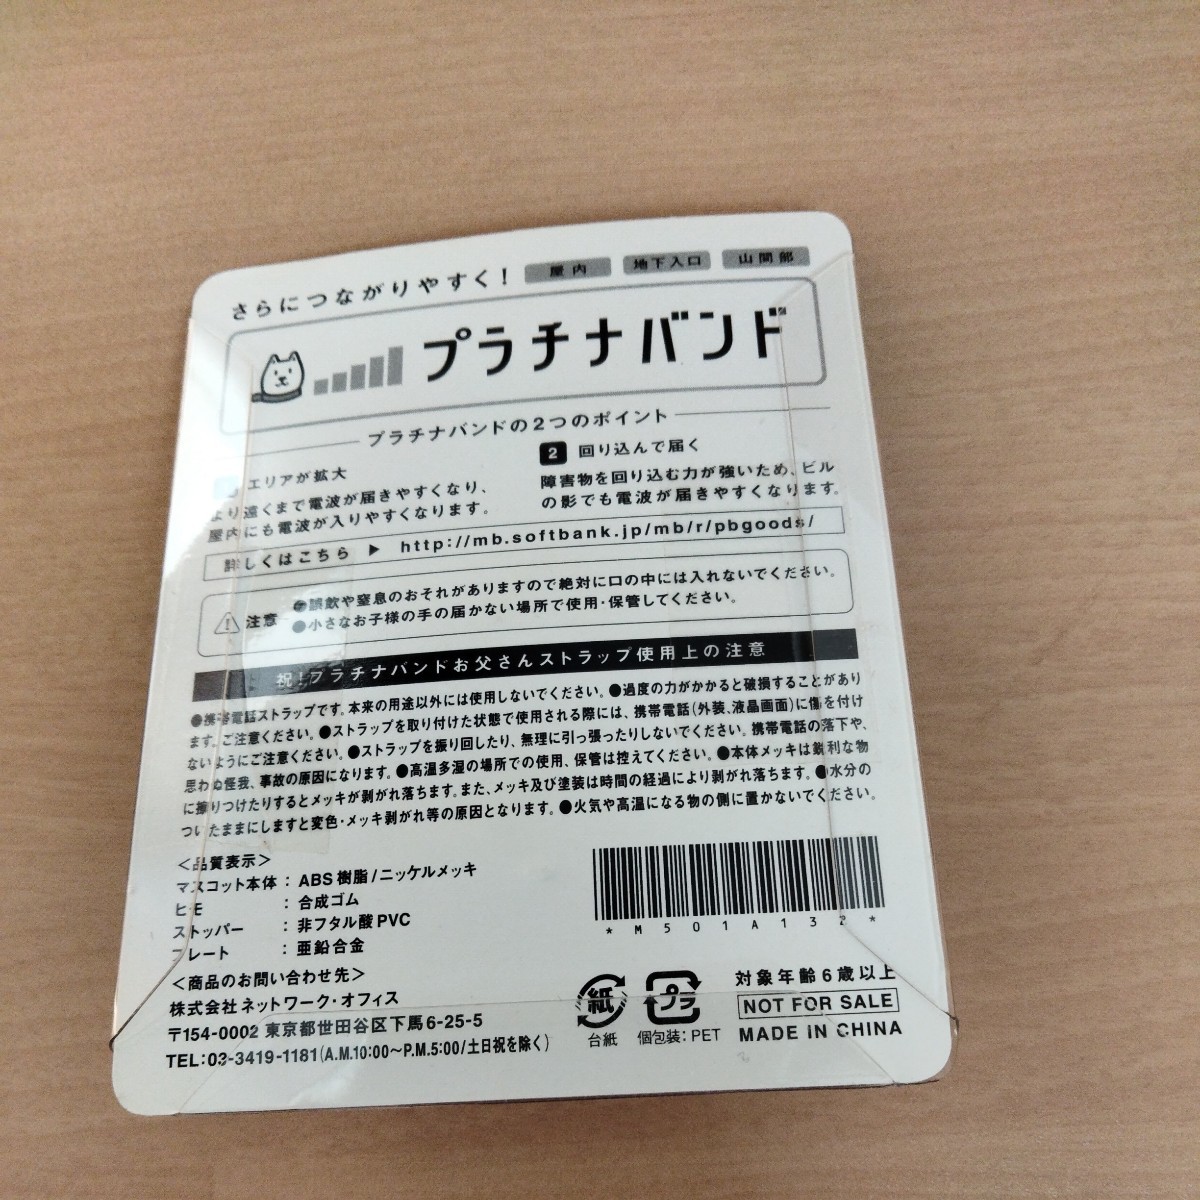 さらにつながりやすく! 屋内 地下入口 山間部
プラチナバンド
プラチナバンドの2つのポイント
エリアが拡大
より遠くまで電波が届きやすくなり、
屋内にも電波が入りやすくなります。
2 回り込んで届く
障害物を回り込む力が強いため、ビル
の影でも電波が届きやすくなります。
詳しくはこちら ▶ http://mb.softbank.jp/mb/r/pbgoods/
注意
●誤飲や窒息のおそれがありますので絶対に口の中には入れないでください。
●小さなお子様の手の届かない場所で使用・保管してください。
祝!プラチナバンドお父さんストラップ使用上の注意
●携帯電話ストラップです。本来の用途以外には使用しないでください。●過度の力がかかると破損することがあり
ます。ご注意ください。●ストラップを取り付けた状態で使用される際には、携帯電話(外装、液晶画面)に傷を付け
ないようにご注意ください。●ストラップを振り回したり、無理に引っ張ったりしないでください。携帯電話の落下や、
思わぬ怪我、事故の原因になります。●高温多湿の場所での使用、保管は控えてください。●本体メッキは鋭利な物
に擦りつけたりするとメッキが剥がれ落ちます。また、メッキ及び塗装は時間の経過により剥がれ落ちます。●水分の
ついたままにしますと変色・メッキ剥がれ等の原因となります。●火気や高温になる物の側に置かないでください。
＜品質表示＞
マスコット本体 : ABS樹脂/ニッケルメッキ
ヒモ : 合成ゴム
ストッパー : 非フタル酸PVC
プレート : 亜鉛合金
＜商品のお問い合わせ先＞
株式会社ネットワーク・オフィス
〒154-0002 東京都世田谷区下馬6-25-5
TEL:03-3419-1181(A.M.10:00～P.M.5:00/土日祝を除く)
*M501A132*
紙
台紙
プラ
個包装:PET
対象年齢6歳以上
NOT FOR SALE
MADE IN CHINA